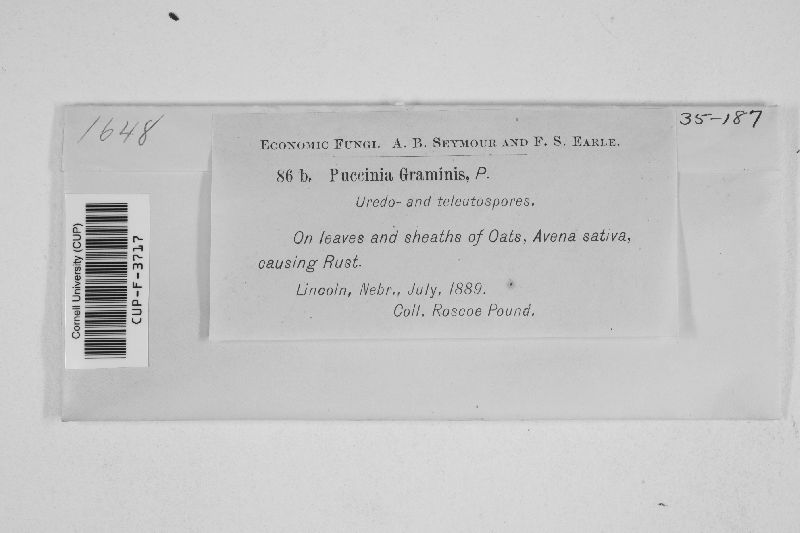 1648
35-187
ECONOMIC FUNGI. A. B. SEYMOUR AND F. S. EARLE.
86 b. Puccinia Graminis, P.
Uredo- and teleutospores.
On leaves and sheaths of Oats, Avena sativa,
causing Rust.
Lincoln, Nebr., July, 1889.
Coll. Roscoe Pound.
Cornell University (CUP)
CUP-F-3717